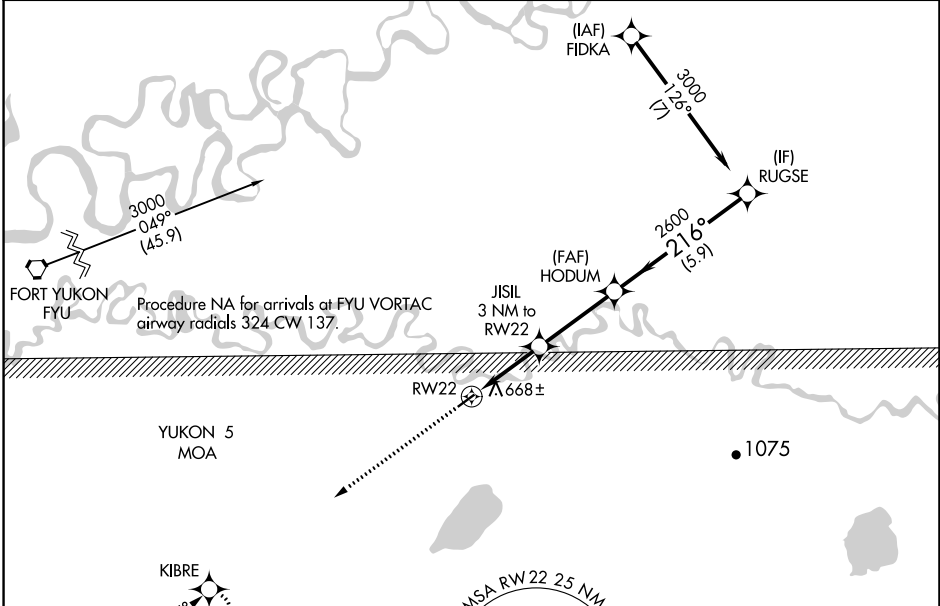 (IAF)
FIDKA
3000
126°
(7)
(IF)
RUGSE
3000
049°
(45.9)
2600
216°
(5.9)
(FAF)
HODUM
FORT YUKON
FYU
Procedure NA for arrivals at FYU VORTAC
airway radials 324 CW 137.
JISIL
3 NM to
RW22
RW22
668±
YUKON 5
MOA
1075
KIBRE
MSA RW22 25 NM